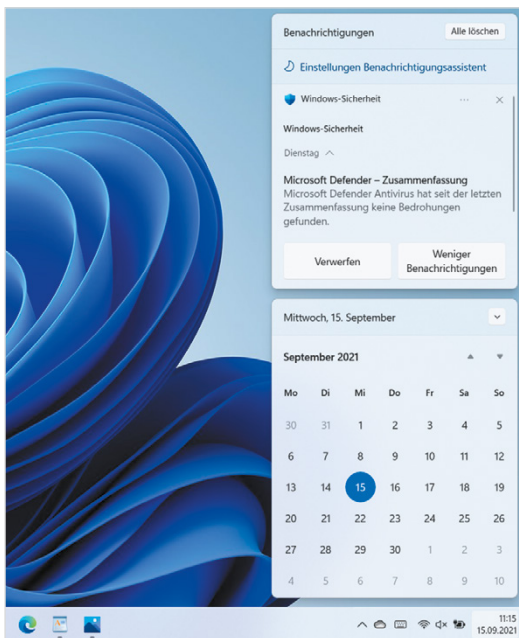 Benachrichtigungen Alle löschen
Einstellungen Benachrichtigungsassistent
Windows-Sicherheit
Windows-Sicherheit
Dienstag
Microsoft Defender – Zusammenfassung
Microsoft Defender Antivirus hat seit der letzten
Zusammenfassung keine Bedrohungen
gefunden.
Verwerfen
Weniger
Benachrichtigungen
Mittwoch, 15. September
September 2021
Mo Di Mi Do Fr Sa So
30 31 1 2 3 4 5
6 7 8 9 10 11 12
13 14 15 16 17 18 19
20 21 22 23 24 25 26
27 28 29 30 1 2 3
4 5 6 7 8 9 10
11:15
15.09.2021